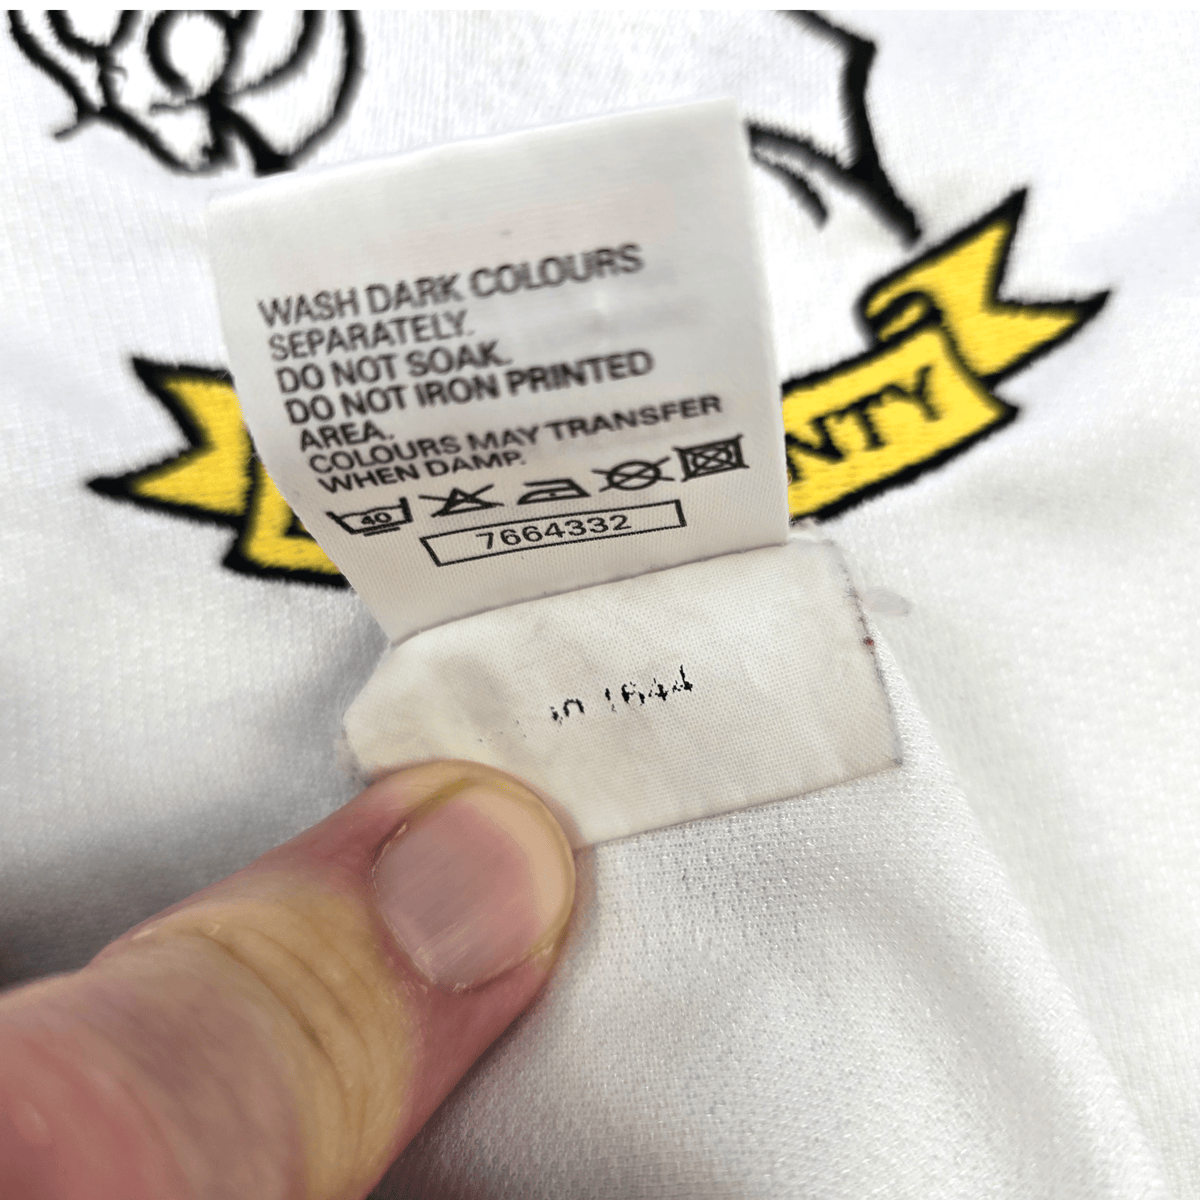 WASH DARK COLOURS
SEPARATELY.
DO NOT SOAK.
DO NOT IRON PRINTED
AREA.
COLOURS MAY TRANSFER
WHEN DAMP.
40
7664332
NTY